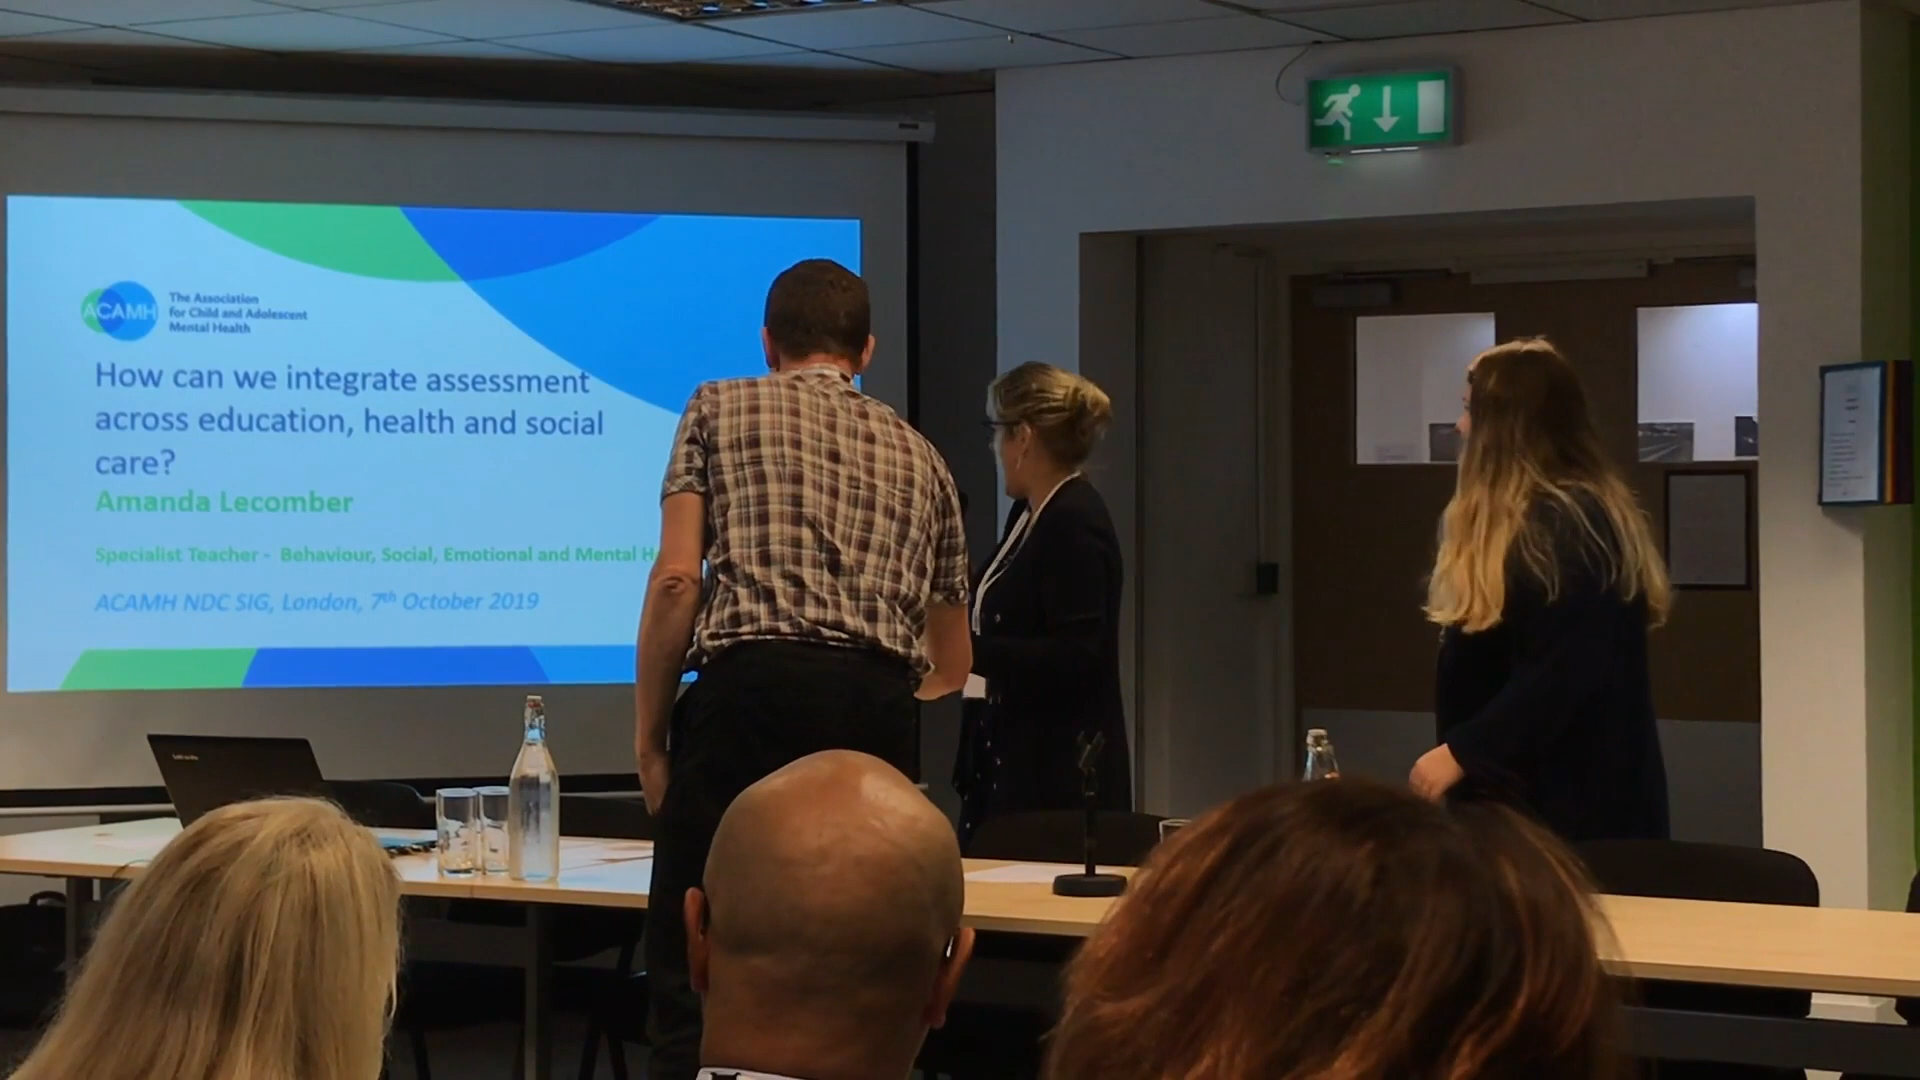 ACAMH
The Association
for Child and Adolescent
Mental Health
How can we integrate assessment
across education, health and social
care?
Amanda Lecomber
Specialist Teacher - Behaviour, Social, Emotional and Mental
ACAMH NDC SIG, London, 7th October 2019